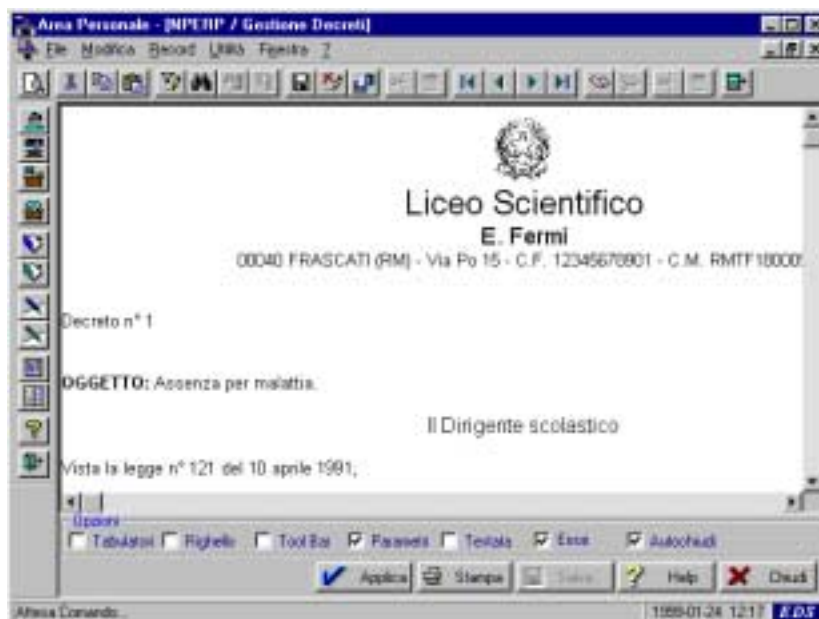 Area Personale - [NPERP / Gestione Decreti]
File Modifica Record Utilità Finestra ?
Liceo Scientifico
E. Fermi
00040 FRASCATI (RM) - Via Po 15 - C.F. 12345678901 - C.M. RMTF18000
Decreto n° 1
OGGETTO: Assenza per malattia.
Il Dirigente scolastico
Vista la legge n° 121 del 10 aprile 1991,
Opzioni
Tabulatori Righello Tool Bar Parametri Testata Esca Autochiudi
Applica Stampa Salva Help Chiudi
Attesa Comando...
1999-01-24 12:17 EDS